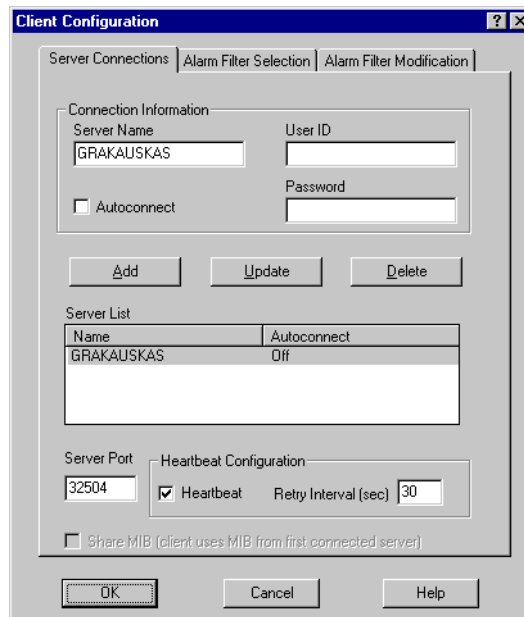 Client Configuration
Server Connections Alarm Filter Selection Alarm Filter Modification
Connection Information
Server Name User ID
GRAKAUSKAS
Autoconnect Password
Add Update Delete
Server List
Name Autoconnect
GRAKAUSKAS Off
Server Port Heartbeat Configuration
32504 Heartbeat Retry Interval (sec) 30
Share MIB (client uses MIB from first connected server)
OK Cancel Help